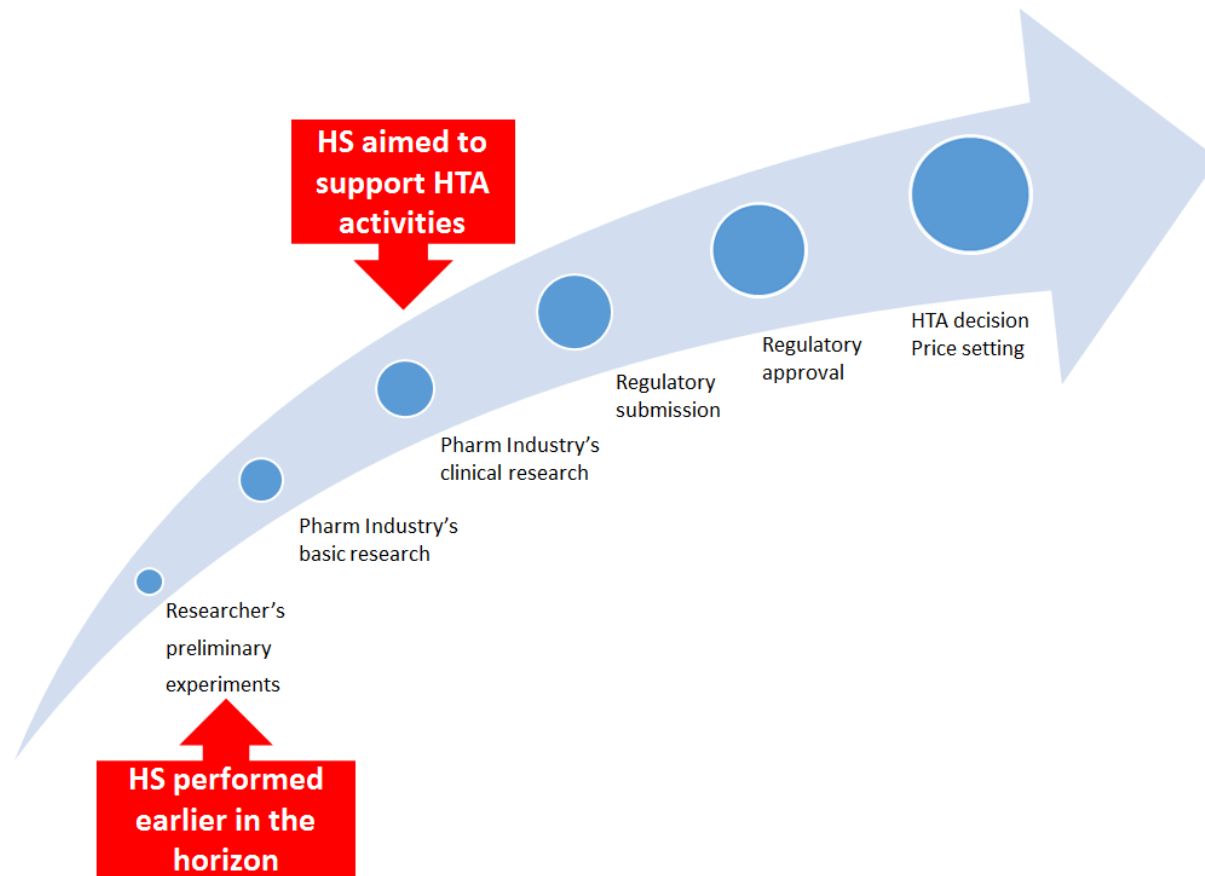 HS aimed to
support HTA
activities
HTA decision
Price setting
Regulatory
approval
Regulatory
submission
Pharm Industry’s
clinical research
Pharm Industry’s
basic research
Researcher’s
preliminary
experiments
HS performed
earlier in the
horizon